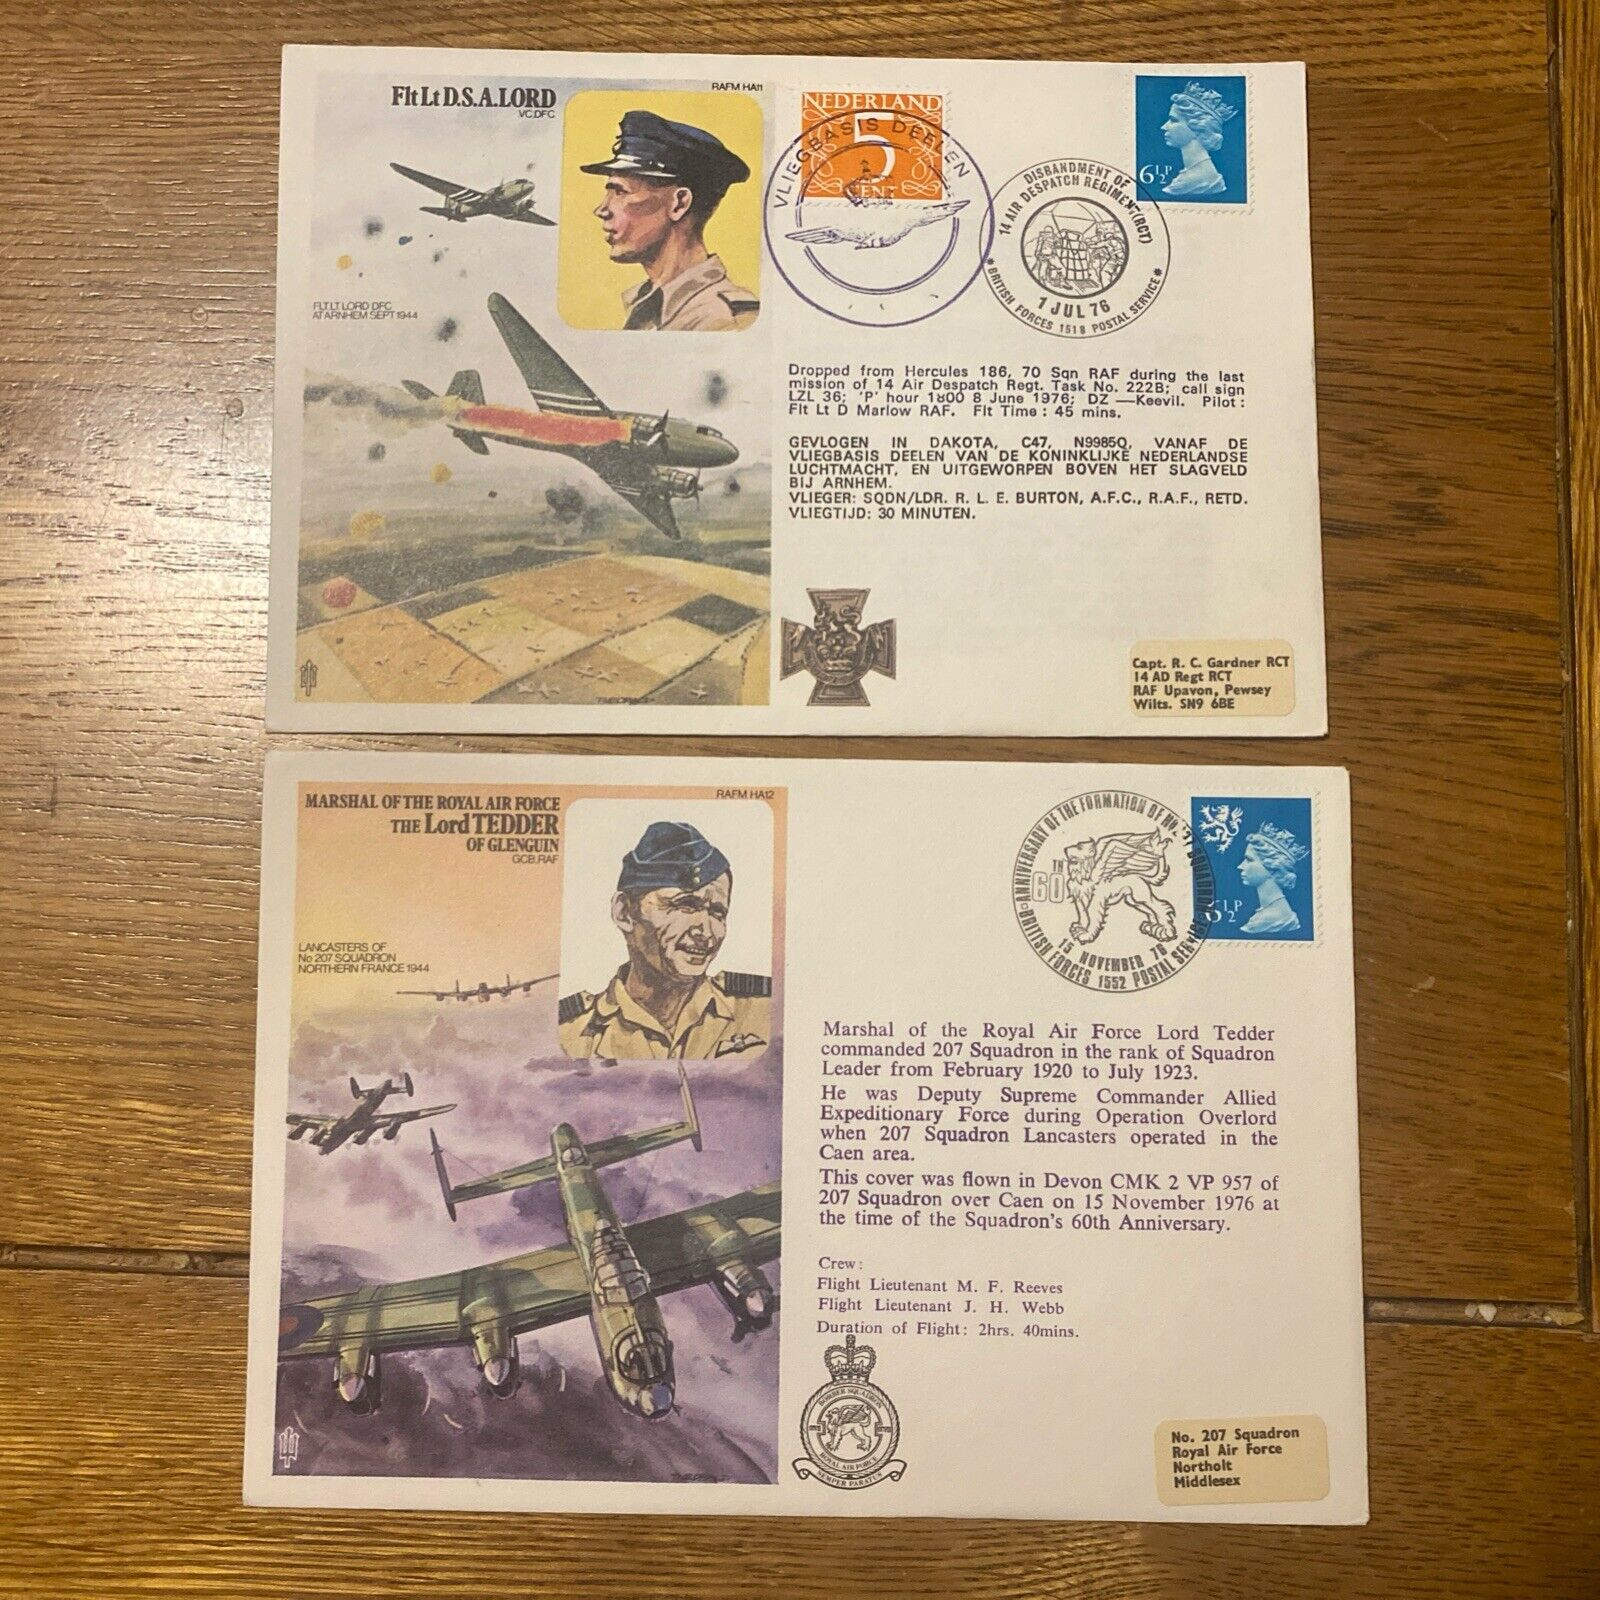 Flt Lt D.S.A. LORD
VC,DFC.
RAFM HA11
FLT LT LORD DFC
AT ARNHEM SEPT 1944
NEDERLAND
5
CENT
VLIEGBASIS DEELEN
6½P
DISBANDMENT OF
14 AIR DESPATCH REGIMENT (RCT)
1 JUL 76
* BRITISH FORCES 1518 POSTAL SERVICE *
Dropped from Hercules 186, 70 Sqn RAF during the last
mission of 14 Air Despatch Regt. Task No. 222B; call sign
LZL 36; 'P' hour 1800 8 June 1976; DZ — Keevil. Pilot:
Flt Lt D Marlow RAF. Flt Time : 45 mins.
GEVLOGEN IN DAKOTA, C47, N9985Q, VANAF DE
VLIEGBASIS DEELEN VAN DE KONINKLIJKE NEDERLANDSE
LUCHTMACHT, EN UITGEWORPEN BOVEN HET SLAGVELD
BIJ ARNHEM.
VLIEGER: SQDN/LDR. R. L. E. BURTON, A.F.C., R.A.F., RETD.
VLIEGTIJD: 30 MINUTEN.
Capt. R. C. Gardner RCT
14 AD Regt RCT
RAF Upavon, Pewsey
Wilts. SN9 6BE
MARSHAL OF THE ROYAL AIR FORCE
THE Lord TEDDER
OF GLENGUIN
GCB.RAF
RAFM HA12
LANCASTERS OF
No 207 SQUADRON
NORTHERN FRANCE 1944
60TH
ANNIVERSARY OF THE FORMATION OF No 207 SQUADRON
15 NOVEMBER 76
BRITISH FORCES 1552 POSTAL SERVICE
6½P
Marshal of the Royal Air Force Lord Tedder
commanded 207 Squadron in the rank of Squadron
Leader from February 1920 to July 1923.
He was Deputy Supreme Commander Allied
Expeditionary Force during Operation Overlord
when 207 Squadron Lancasters operated in the
Caen area.
This cover was flown in Devon CMK 2 VP 957 of
207 Squadron over Caen on 15 November 1976 at
the time of the Squadron's 60th Anniversary.
Crew:
Flight Lieutenant M. F. Reeves
Flight Lieutenant J. H. Webb
Duration of Flight: 2hrs. 40mins.
BOMBER SQUADRON
ROYAL AIR FORCE
SEMPER PARATUS
No. 207 Squadron
Royal Air Force
Northolt
Middlesex